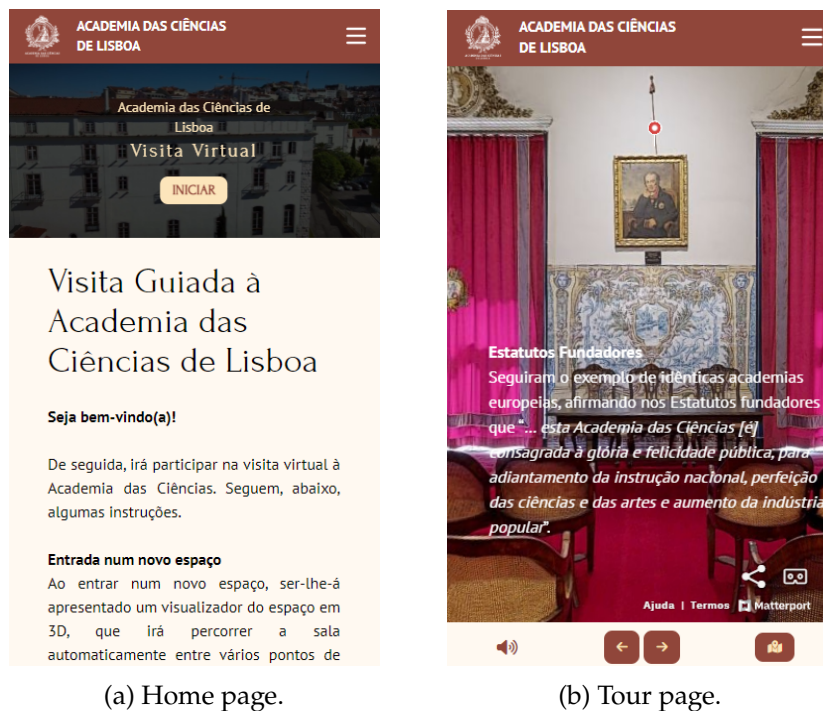 ACADEMIA DAS CIÊNCIAS
DE LISBOA
Academia das Ciências de
Lisboa
Visita Virtual
INICIAR
Visita Guiada à
Academia das
Ciências de Lisboa
Seja bem-vindo(a)!
De seguida, irá participar na visita virtual à
Academia das Ciências. Seguem, abaixo,
algumas instruções.
Entrada num novo espaço
Ao entrar num novo espaço, ser-lhe-á
apresentado um visualizador do espaço em
3D, que irá percorrer a sala
automaticamente entre vários pontos de
(a) Home page.
ACADEMIA DAS CIÊNCIAS
DE LISBOA
Estatutos Fundadores
Seguiram o exemplo de idênticas academias
europeias, afirmando nos Estatutos fundadores
que "... esta Academia das Ciências [é]
consagrada à glória e felicidade pública, para
adiantamento da instrução nacional, perfeição
das ciências e das artes e aumento da indústria
popular".
Ajuda | Termos Matterport
(b) Tour page.